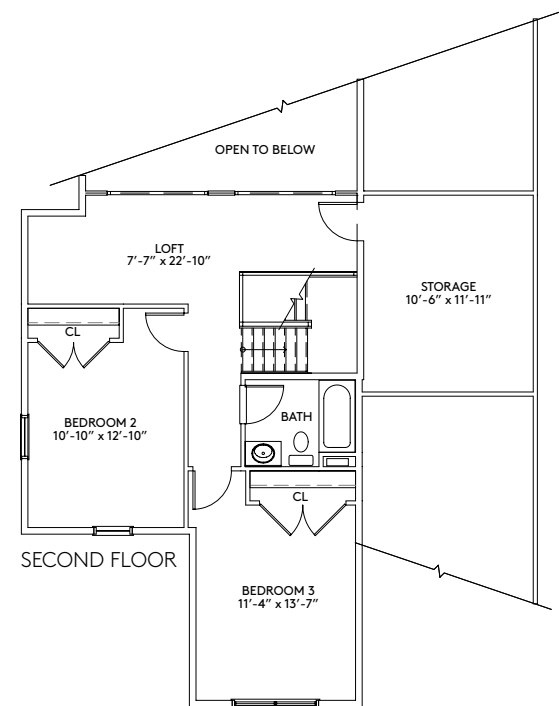 OPEN TO BELOW
LOFT
7'-7" x 22'-10"
STORAGE
10'-6" x 11'-11"
CL
BEDROOM 2
10'-10" x 12'-10"
BATH
CL
SECOND FLOOR
BEDROOM 3
11'-4" x 13'-7"